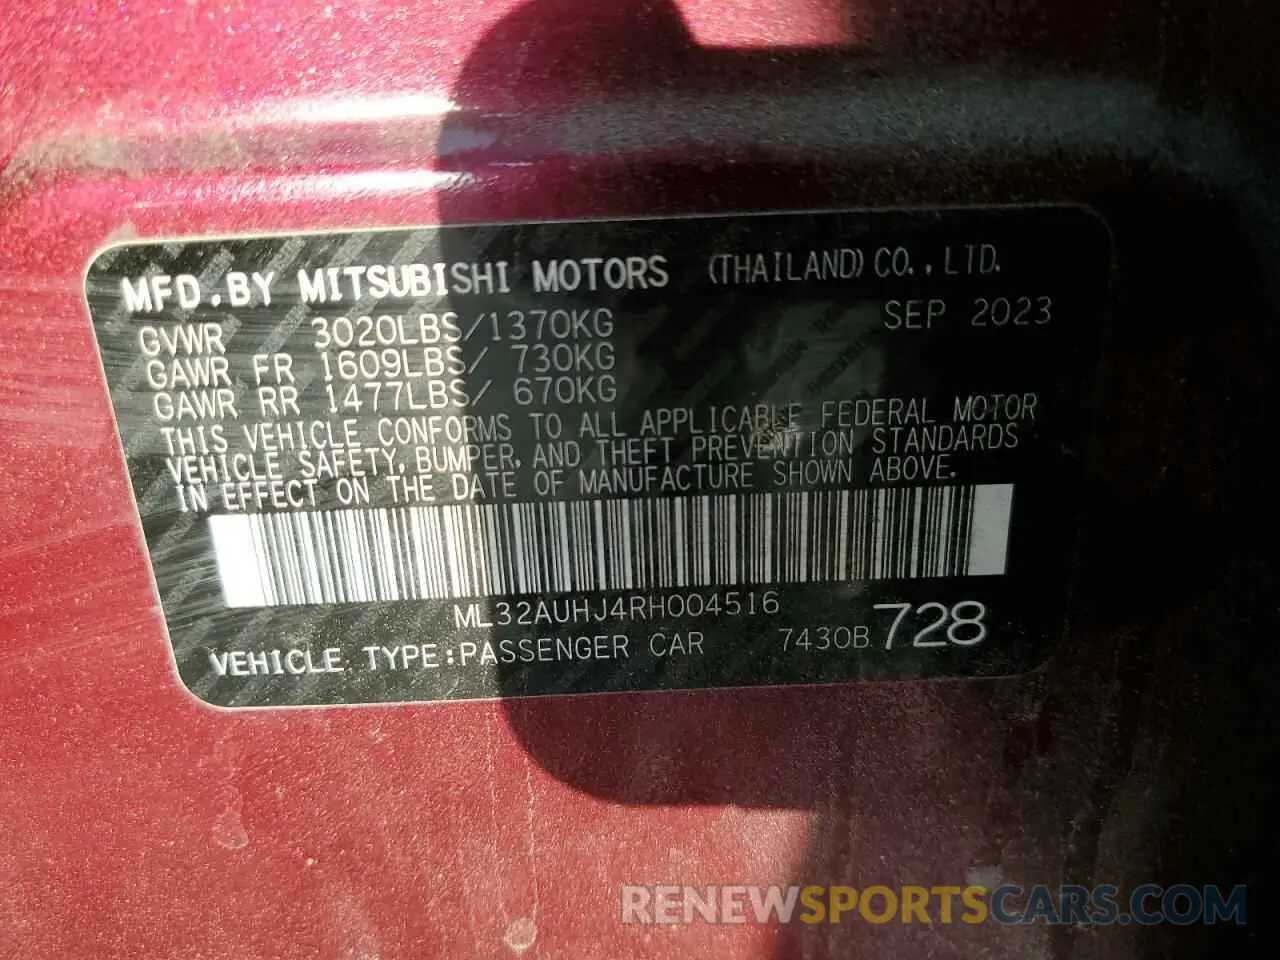 MFD.BY MITSUBISHI MOTORS (THAILAND) CO.,LTD.
SEP 2023
GVWR 3020LBS/1370KG
GAWR FR 1609LBS/ 730KG
GAWR RR 1477LBS/ 670KG
THIS VEHICLE CONFORMS TO ALL APPLICABLE FEDERAL MOTOR
VEHICLE SAFETY, BUMPER, AND THEFT PREVENTION STANDARDS
IN EFFECT ON THE DATE OF MANUFACTURE SHOWN ABOVE.
ML32AUHJ4RH004516
VEHICLE TYPE:PASSENGER CAR 7430B 728
RENEWSPORTSCARS.COM